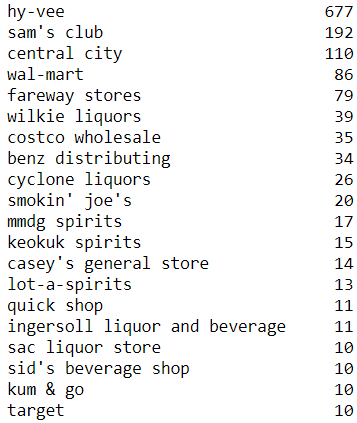 hy-vee 677
sam's club 192
central city 110
wal-mart 86
fareway stores 79
wilkie liquors 39
costco wholesale 35
benz distributing 34
cyclone liquors 26
smokin' joe's 20
mmdg spirits 17
keokuk spirits 15
casey's general store 14
lot-a-spirits 13
quick shop 11
ingersoll liquor and beverage 11
sac liquor store 10
sid's beverage shop 10
kum & go 10
target 10